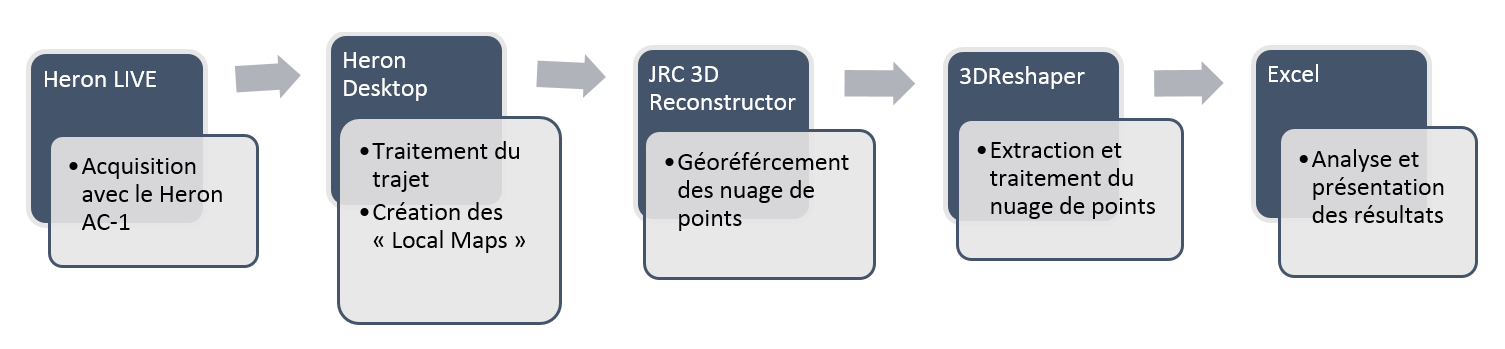 Heron LIVE
•Acquisition
avec le Heron
AC-1
Heron
Desktop
•Traitement du
trajet
•Création des
« Local Maps »
JRC 3D
Reconstructor
•Géoréfércement
des nuage de
points
3DReshaper
•Extraction et
traitement du
nuage de points
Excel
•Analyse et
présentation
des résultats